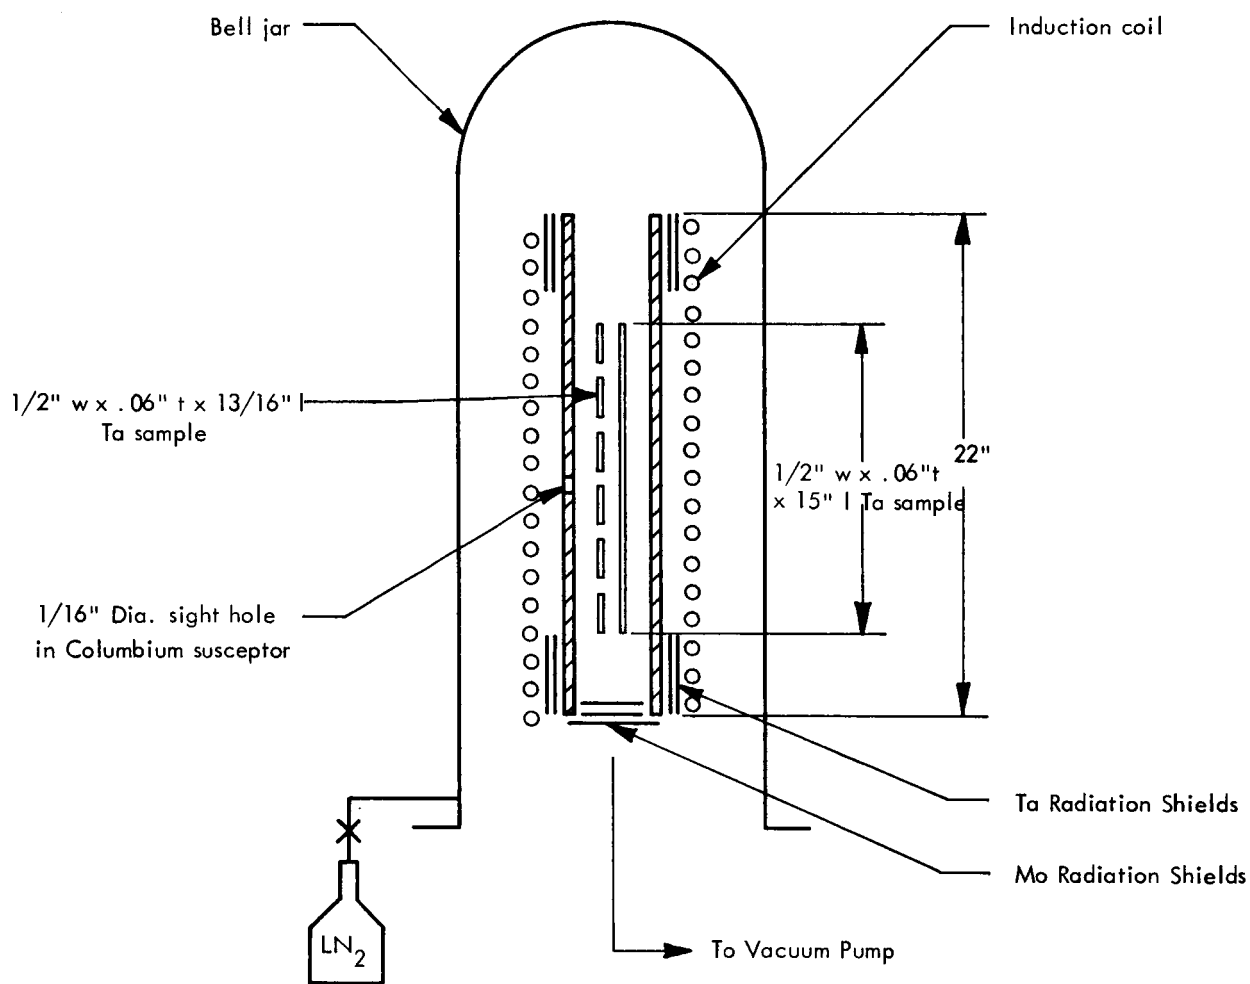 Bell jar
Induction coil
1/2" w x .06" t x 13/16" l
Ta sample
22"
1/2" w x .06"t
x 15" l Ta sample
1/16" Dia. sight hole
in Columbium susceptor
Ta Radiation Shields
Mo Radiation Shields
LN2
To Vacuum Pump